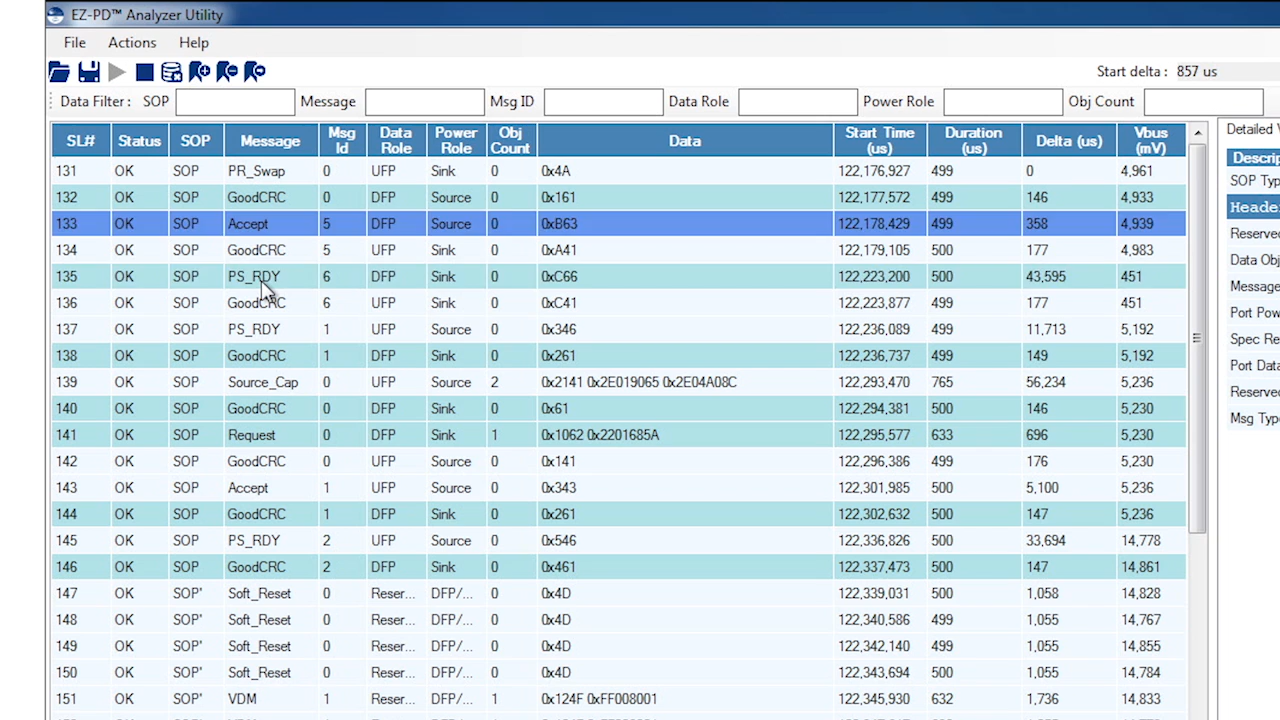 EZ-PD™ Analyzer Utility
File Actions Help
Start delta : 857 us
Data Filter : SOP Message Msg ID Data Role Power Role Obj Count
SL# Status SOP Message Msg Id Data Role Power Role Obj Count Data Start Time (us) Duration (us) Delta (us) Vbus (mV)
131 OK SOP PR_Swap 0 UFP Sink 0 0x4A 122,176,927 499 0 4,961
132 OK SOP GoodCRC 0 DFP Source 0 0x161 122,177,572 499 146 4,933
133 OK SOP Accept 5 DFP Source 0 0xB63 122,178,429 499 358 4,939
134 OK SOP GoodCRC 5 UFP Sink 0 0xA41 122,179,105 500 177 4,983
135 OK SOP PS_RDY 6 DFP Sink 0 0xC66 122,223,200 500 43,595 451
136 OK SOP GoodCRC 6 UFP Sink 0 0xC41 122,223,877 499 177 451
137 OK SOP PS_RDY 1 UFP Source 0 0x346 122,236,089 499 11,713 5,192
138 OK SOP GoodCRC 1 DFP Sink 0 0x261 122,236,737 499 149 5,192
139 OK SOP Source_Cap 0 UFP Source 2 0x2141 0x2E019065 0x2E04A08C 122,293,470 765 56,234 5,236
140 OK SOP GoodCRC 0 DFP Sink 0 0x61 122,294,381 500 146 5,230
141 OK SOP Request 0 DFP Sink 1 0x1062 0x2201685A 122,295,577 633 696 5,230
142 OK SOP GoodCRC 0 UFP Source 0 0x141 122,296,386 499 176 5,230
143 OK SOP Accept 1 UFP Source 0 0x343 122,301,985 500 5,100 5,236
144 OK SOP GoodCRC 1 DFP Sink 0 0x261 122,302,632 500 147 5,236
145 OK SOP PS_RDY 2 UFP Source 0 0x546 122,336,826 500 33,694 14,778
146 OK SOP GoodCRC 2 DFP Sink 0 0x461 122,337,473 500 147 14,861
147 OK SOP' Soft_Reset 0 Reser... DFP/... 0 0x4D 122,339,031 500 1,058 14,828
148 OK SOP' Soft_Reset 0 Reser... DFP/... 0 0x4D 122,340,586 499 1,055 14,767
149 OK SOP' Soft_Reset 0 Reser... DFP/... 0 0x4D 122,342,140 499 1,055 14,855
150 OK SOP' Soft_Reset 0 Reser... DFP/... 0 0x4D 122,343,694 500 1,055 14,784
151 OK SOP' VDM 1 Reser... DFP/... 1 0x124F 0xFF008001 122,345,930 632 1,736 14,833
Detailed V
Descrip
SOP Typ
Heade
Reserve
Data Obj
Message
Port Pow
Spec Re
Port Data
Reserve
Msg Typ